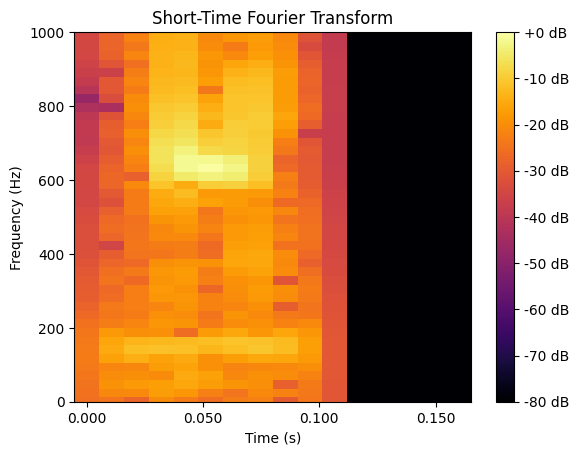 Short-Time Fourier Transform
1000
800
600
400
200
0
Frequency (Hz)
0.000
0.050
0.100
0.150
Time (s)
+0 dB
-10 dB
-20 dB
-30 dB
-40 dB
-50 dB
-60 dB
-70 dB
-80 dB